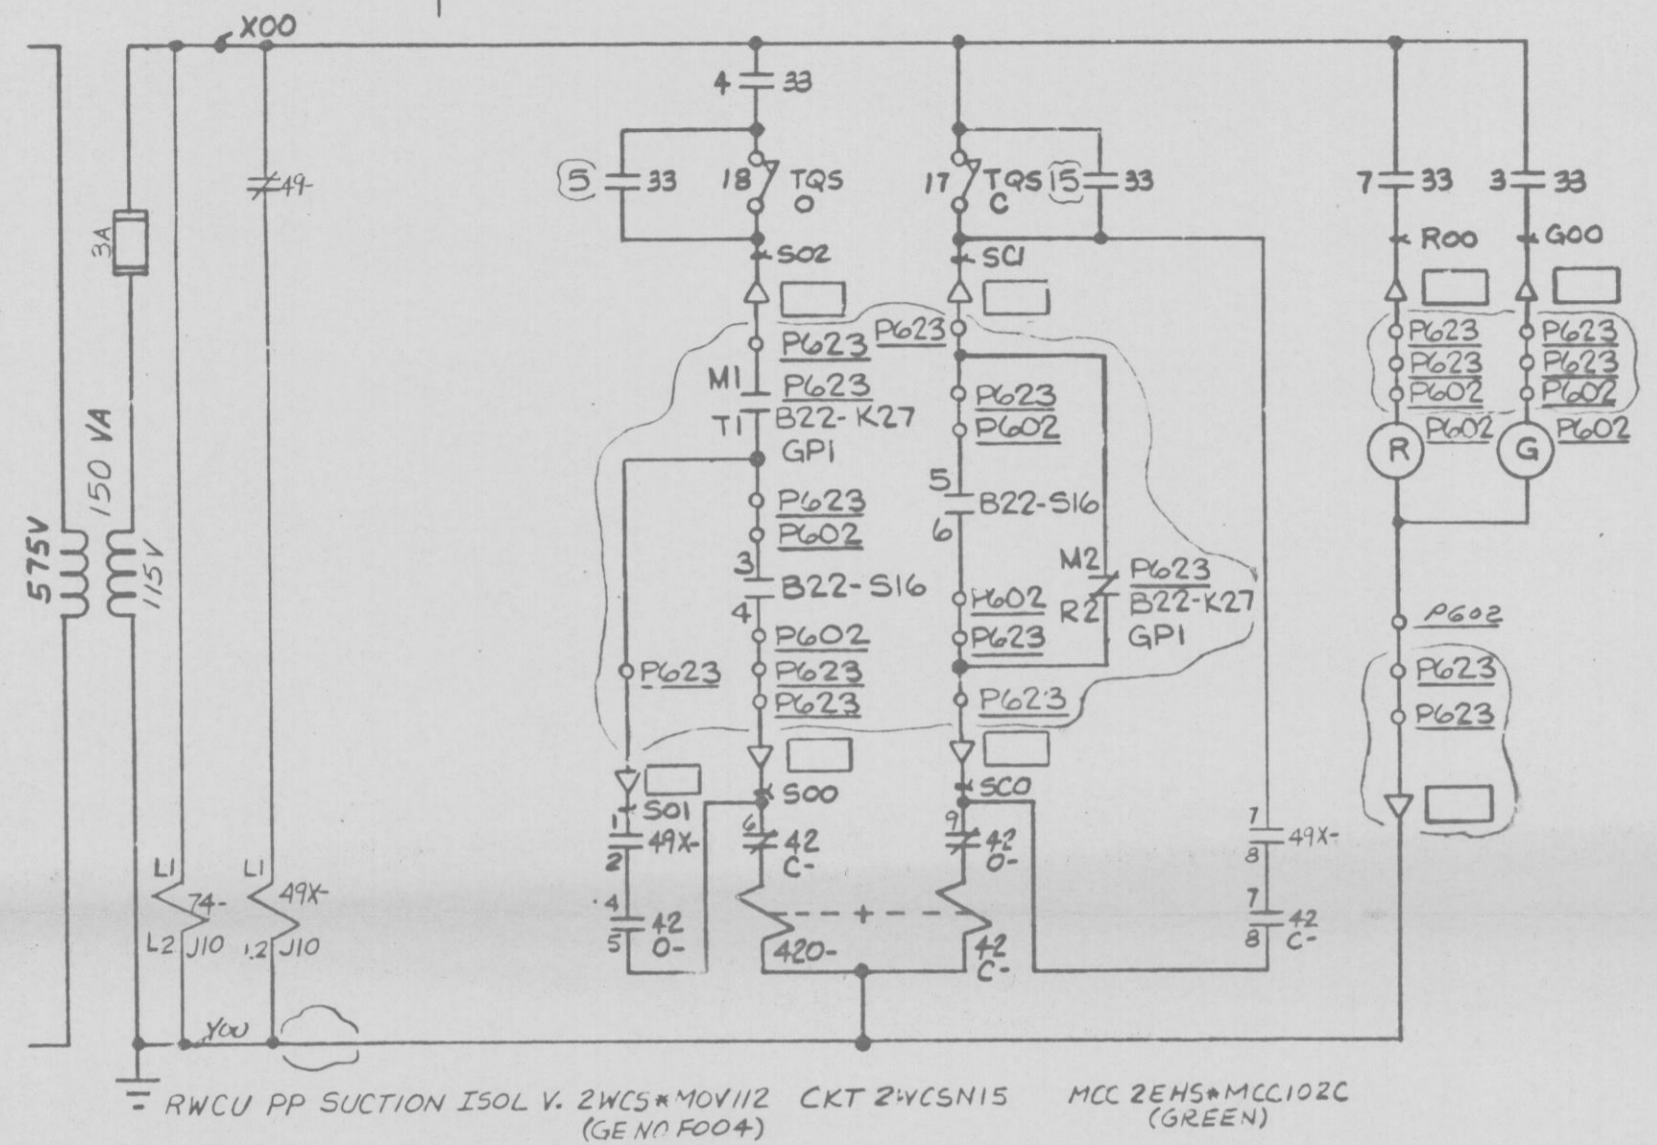 X00
4 33
5 33
18 TQS
O
17 TQS
C
15 33
7 33
3 33
49-
3A
S02
SC1
R00
G00
P623
P623
P623
P623
P623
P623
P602
P602
R
P602
G
P602
M1
T1
P623
B22-K27
GP1
P623
P602
P623
P602
3
4
B22-S16
5
6
B22-S16
M2
R2
P623
B22-K27
GP1
P602
P623
P623
P602
P623
P623
P623
P602
P623
P623
575V
150 VA
115V
S01
S00
SC0
1
2
49X-
6
42
C-
9
42
O-
7
8
49X-
4
5
42
O-
7
8
42
C-
L1
74-
L2 J10
L1
49X-
L2 J10
42O-
42
C-
Y00
RWCU PP SUCTION ISOL V. 2WCS*MOV112 CKT 2WCSN15 MCC 2EHS*MCC102C
(GE NO F004) (GREEN)